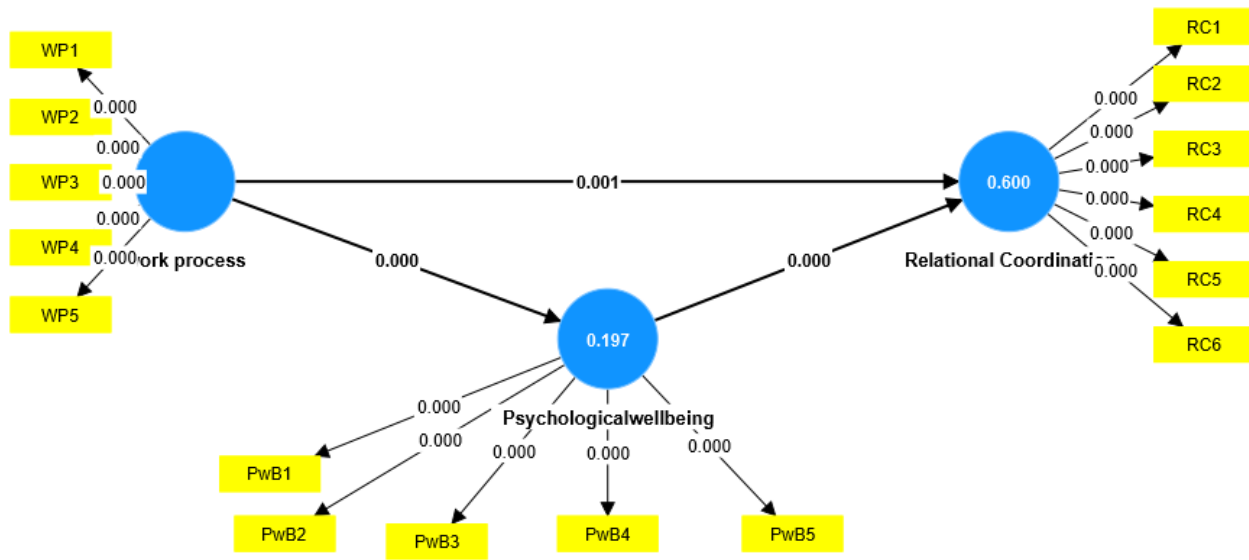 WP1
0.000
WP2
0.000
WP3
0.000
0.000
WP4
0.000
WP5
ork process
0.001
0.000
0.000
0.197
Psychologicalwellbeing
0.000
0.000
0.000
0.000
0.000
PwB1
PwB2
PwB3
PwB4
PwB5
0.600
Relational Coordinati
RC1
0.000
RC2
0.000
RC3
0.000
0.000
RC4
0.000
RC5
0.000
RC6